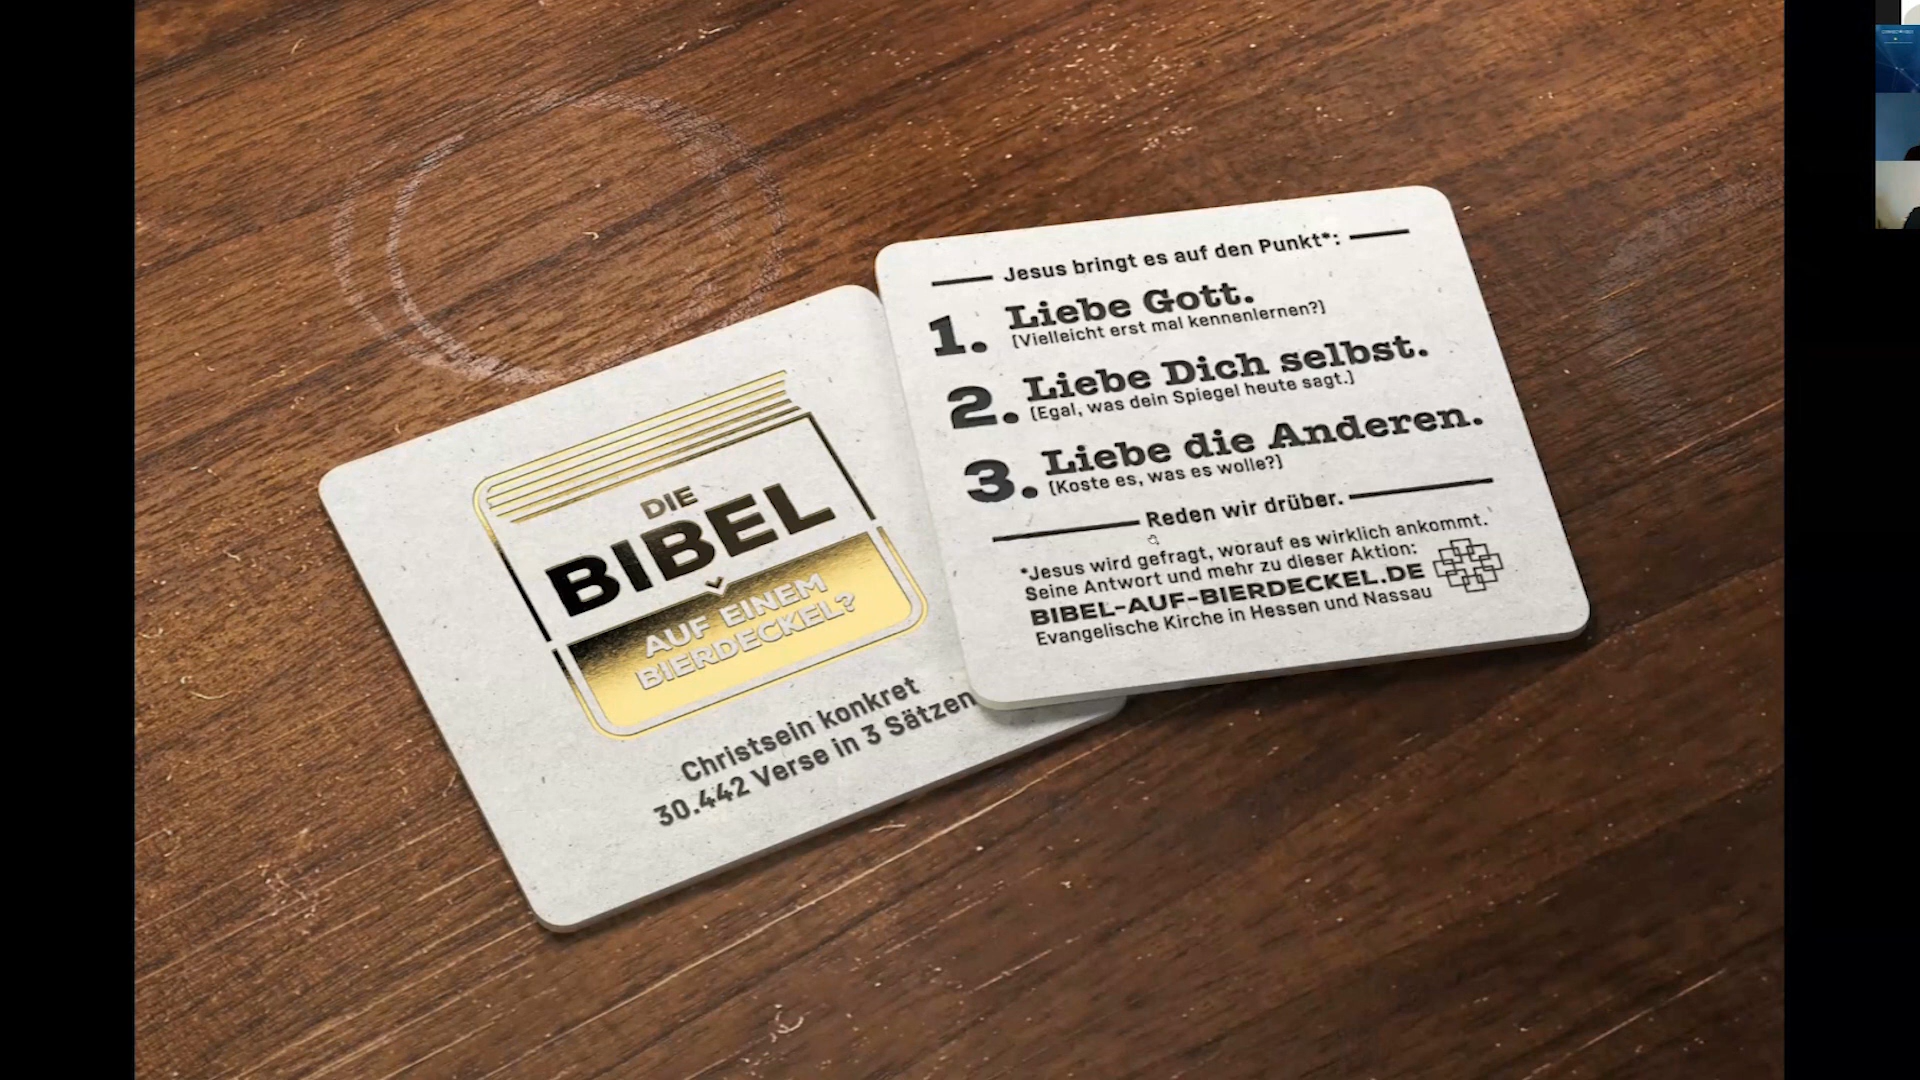 DIE
BIBEL
AUF EINEM
BIERDECKEL?
Christsein konkret
30.442 Verse in 3 Sätzen
Jesus bringt es auf den Punkt*:
1. Liebe Gott.
[Vielleicht erst mal kennenlernen?]
2. Liebe Dich selbst.
[Egal, was dein Spiegel heute sagt.]
3. Liebe die Anderen.
[Koste es, was es wolle?]
Reden wir drüber.
*Jesus wird gefragt, worauf es wirklich ankommt.
Seine Antwort und mehr zu dieser Aktion:
BIBEL-AUF-BIERDECKEL.DE
Evangelische Kirche in Hessen und Nassau